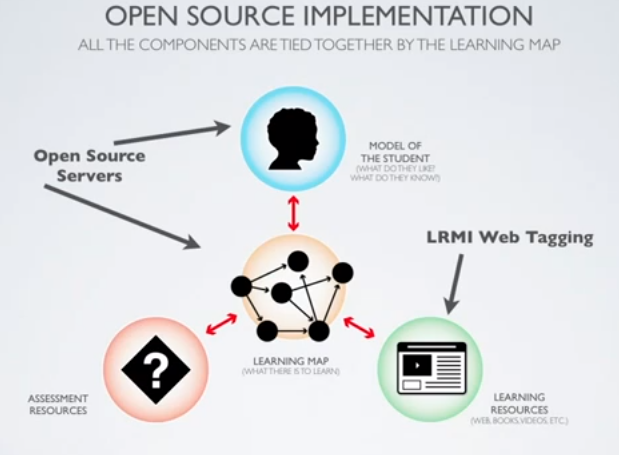 OPEN SOURCE IMPLEMENTATION
ALL THE COMPONENTS ARE TIED TOGETHER BY THE LEARNING MAP
Open Source
Servers
MODEL OF
THE STUDENT
(WHAT DO THEY LIKE?
WHAT DO THEY KNOW?)
LRMI Web Tagging
?
LEARNING MAP
(WHAT THERE IS TO LEARN)
ASSESSMENT
RESOURCES
LEARNING
RESOURCES
(WEB, BOOKS, VIDEOS, ETC.)